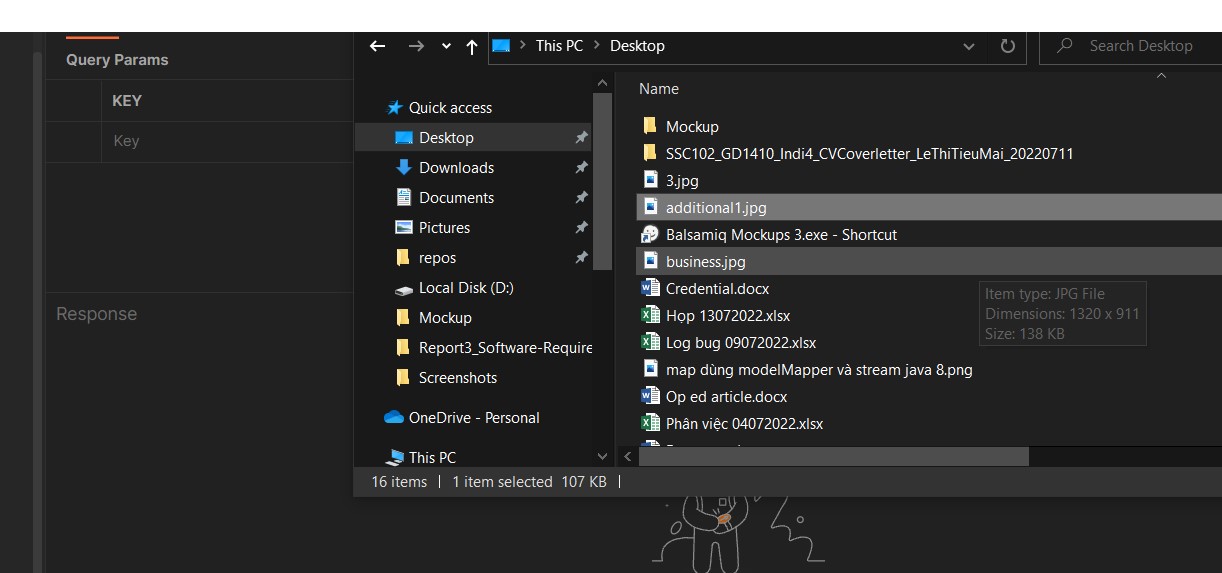 Query Params
KEY
Key
Response
This PC > Desktop
Search Desktop
Quick access
Desktop
Downloads
Documents
Pictures
repos
Local Disk (D:)
Mockup
Report3_Software-Require
Screenshots
OneDrive - Personal
This PC
Name
Mockup
SSC102_GD1410_Indi4_CVCoverletter_LeThiTieuMai_20220711
3.jpg
additional1.jpg
Balsamiq Mockups 3.exe - Shortcut
business.jpg
Credential.docx
Họp 13072022.xlsx
Log bug 09072022.xlsx
map dùng modelMapper và stream java 8.png
Op ed article.docx
Phân việc 04072022.xlsx
Item type: JPG File
Dimensions: 1320 x 911
Size: 138 KB
16 items | 1 item selected 107 KB |